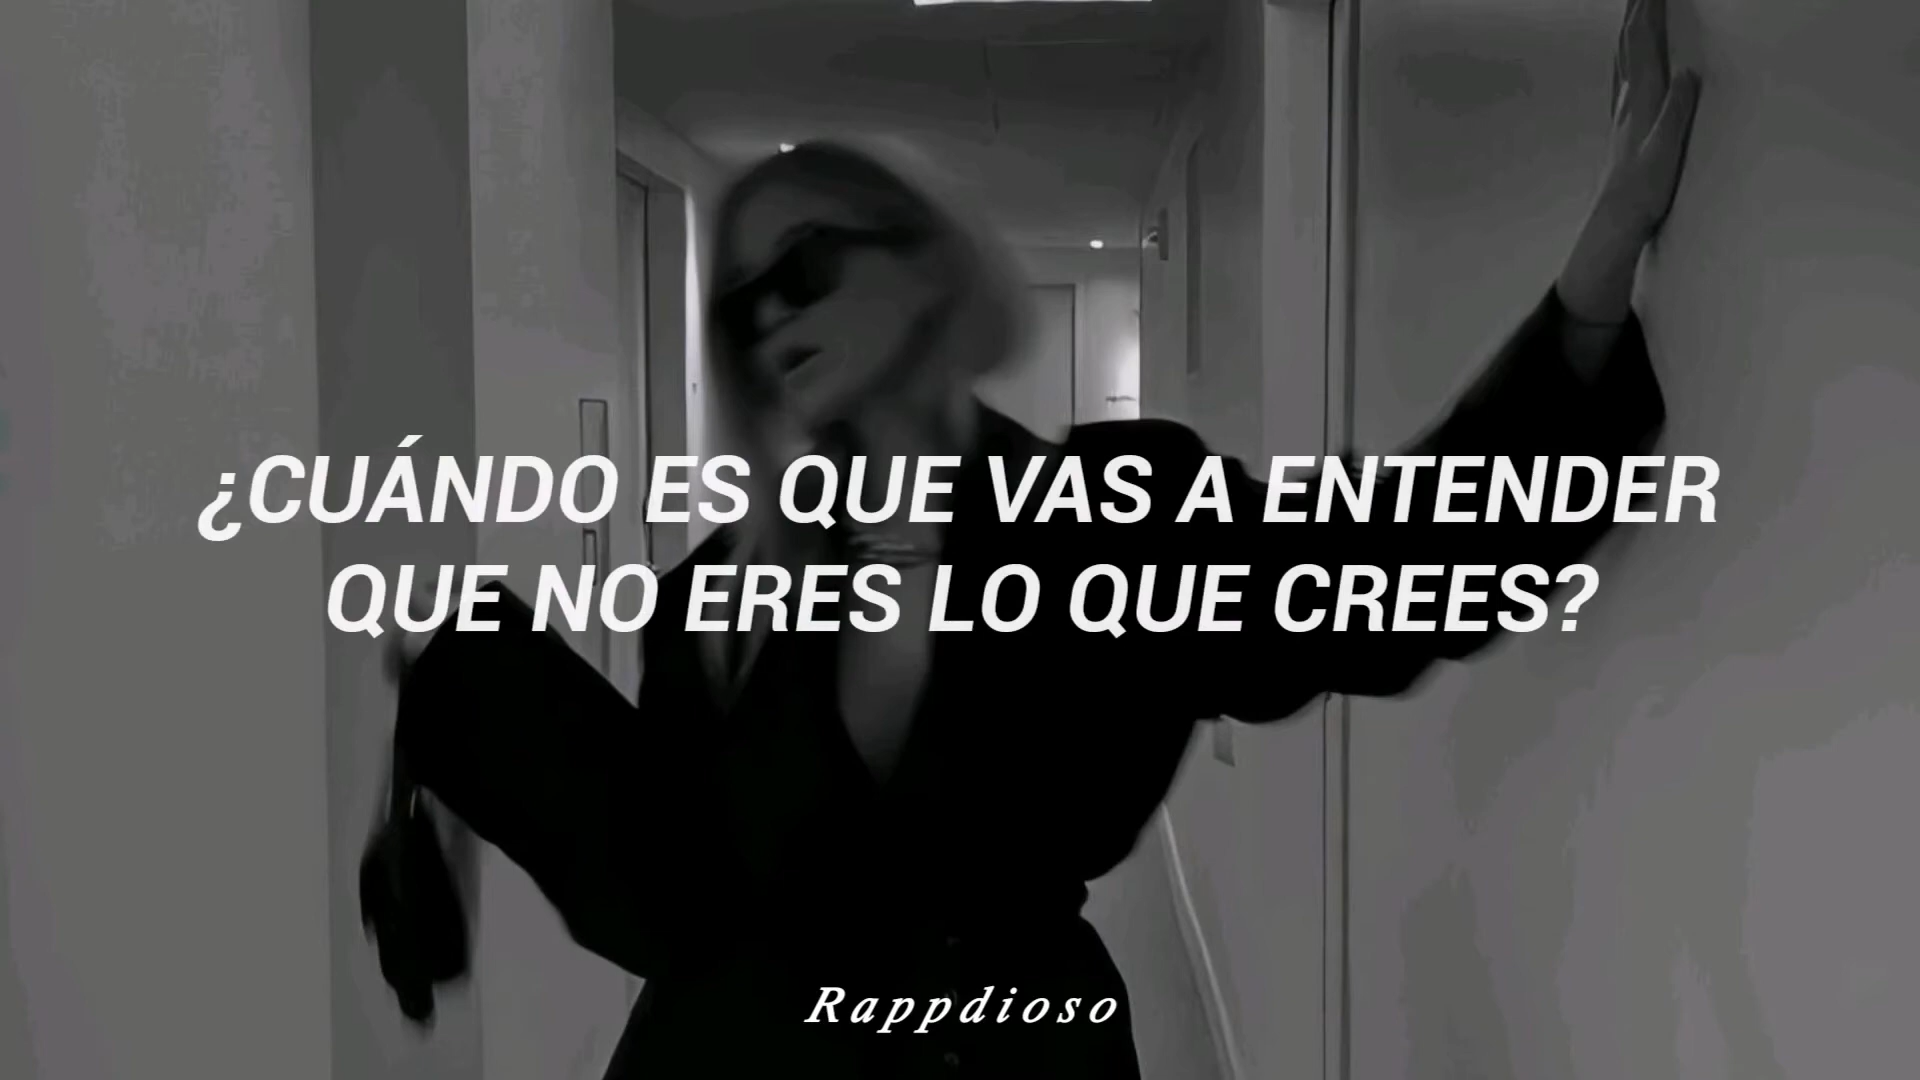 ¿CUÁNDO ES QUE VAS A ENTENDER
QUE NO ERES LO QUE CREES?
Rappdioso